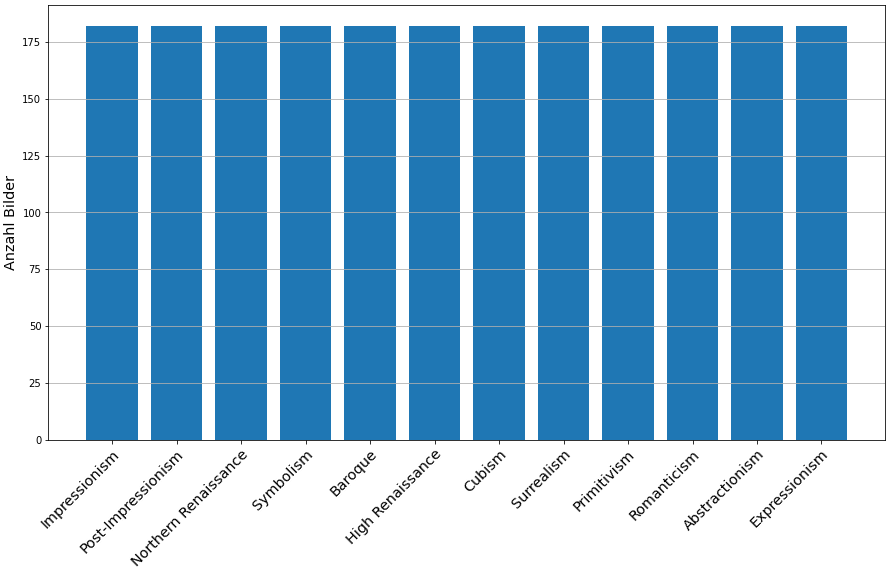 175
150
125
100
75
50
25
0
Anzahl Bilder
Impressionism
Post-Impressionism
Northern Renaissance
Symbolism
Baroque
High Renaissance
Cubism
Surrealism
Primitivism
Romanticism
Abstractionism
Expressionism